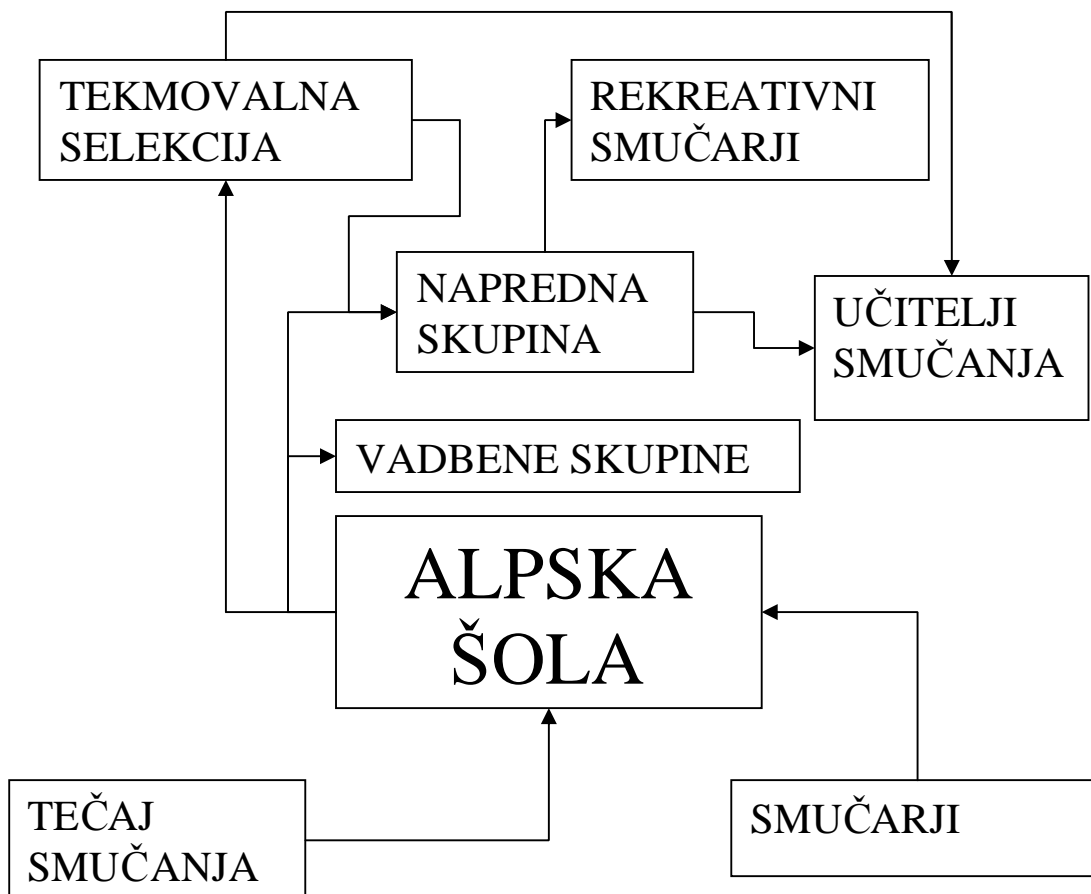 TEKMOVALNA
SELEKCIJA
REKREATIVNI
SMUČARJI
NAPREDNA
SKUPINA
UČITELJI
SMUČANJA
VADBENE SKUPINE
ALPSKA
ŠOLA
TEČAJ
SMUČANJA
SMUČARJI